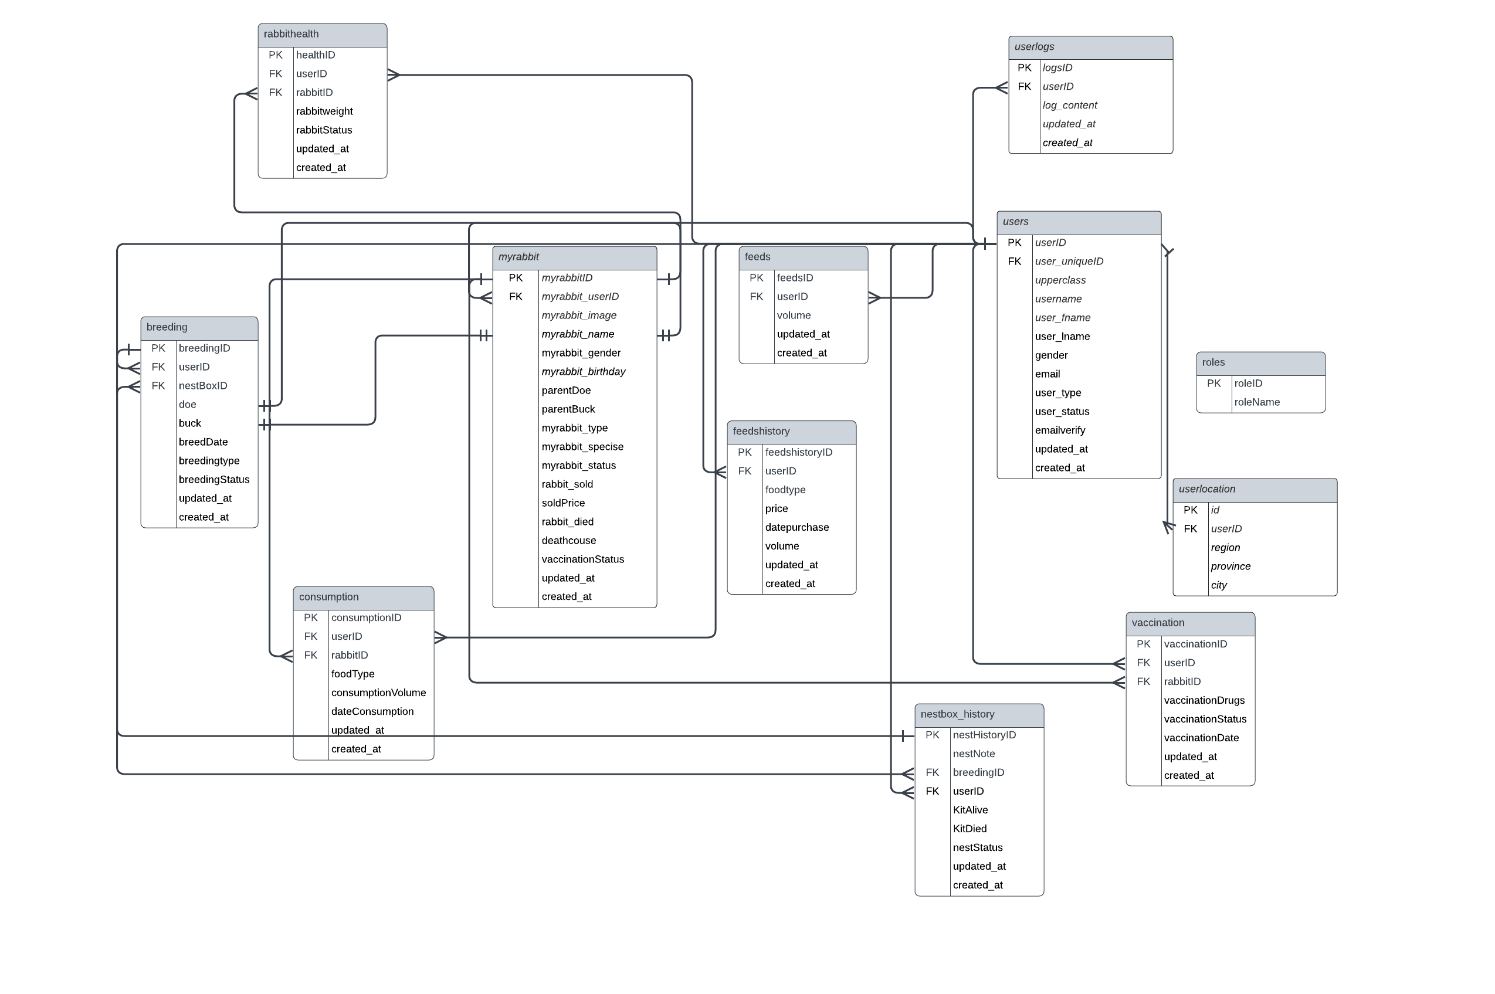 rabbithealth
PK healthID
FK userID
FK rabbitID
rabbitweight
rabbitStatus
updated_at
created_at
userlogs
PK logsID
FK userID
log_content
updated_at
created_at
users
PK userID
FK user_uniqueID
upperclass
username
user_fname
user_lname
gender
email
user_type
user_status
emailverify
updated_at
created_at
myrabbit
PK myrabbitID
FK myrabbit_userID
myrabbit_image
myrabbit_name
myrabbit_gender
myrabbit_birthday
parentDoe
parentBuck
myrabbit_type
myrabbit_specise
myrabbit_status
rabbit_sold
soldPrice
rabbit_died
deathcouse
vaccinationStatus
updated_at
created_at
feeds
PK feedsID
FK userID
volume
updated_at
created_at
breeding
PK breedingID
FK userID
FK nestBoxID
doe
buck
breedDate
breedingtype
breedingStatus
updated_at
created_at
roles
PK roleID
roleName
feedshistory
PK feedshistoryID
FK userID
foodtype
price
datepurchase
volume
updated_at
created_at
userlocation
PK id
FK userID
region
province
city
consumption
PK consumptionID
FK userID
FK rabbitID
foodType
consumptionVolume
dateConsumption
updated_at
created_at
vaccination
PK vaccinationID
FK userID
FK rabbitID
vaccinationDrugs
vaccinationStatus
vaccinationDate
updated_at
created_at
nestbox_history
PK nestHistoryID
nestNote
FK breedingID
FK userID
KitAlive
KitDied
nestStatus
updated_at
created_at